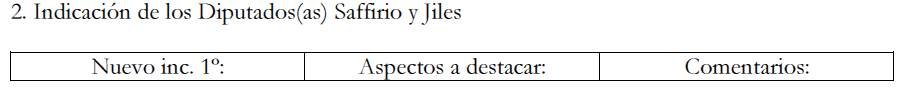 2. Indicación de los Diputados(as) Saffirio y Jiles
Nuevo inc. 1º: Aspectos a destacar: Comentarios: